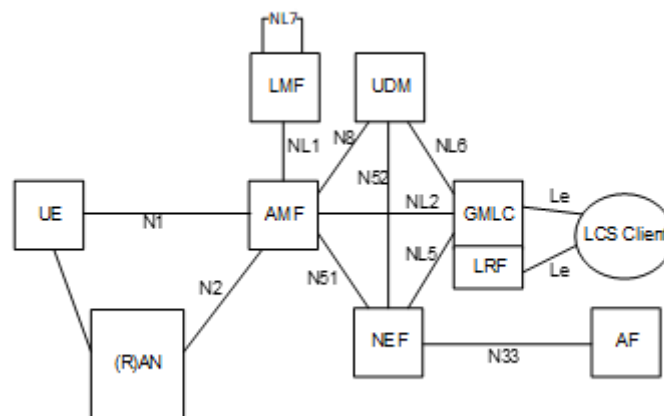 NL7
LMF
UDM
NL1
N8
NL6
N52
UE
N1
AMF
NL2
GMLC
Le
LCS Client
N2
N51
NL5
LRF
Le
(R)AN
NEF
N33
AF